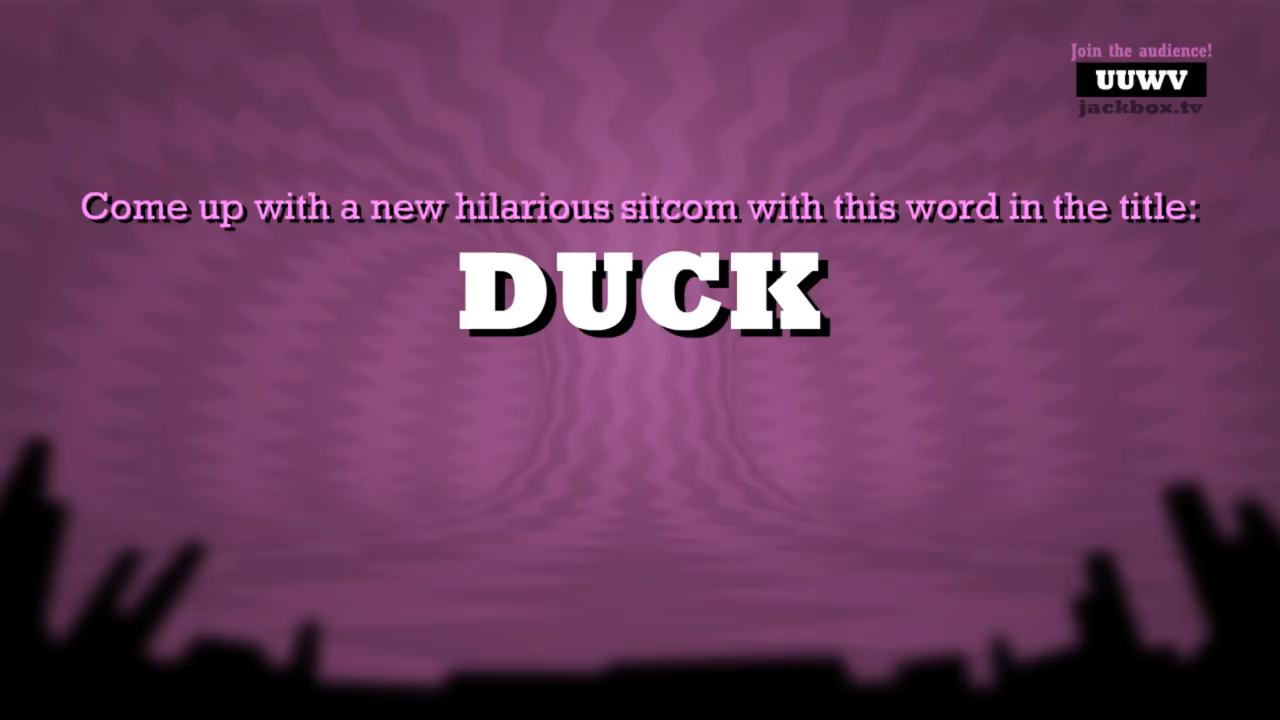 Join the audience!
UUWV
jackbox.tv
Come up with a new hilarious sitcom with this word in the title:
DUCK